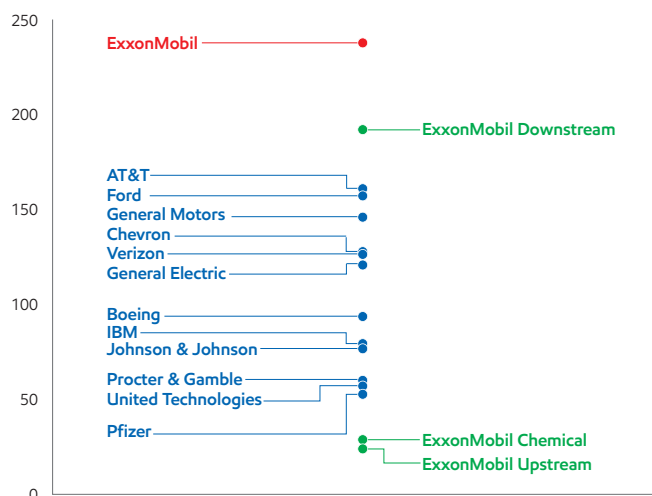 250
ExxonMobil
200
ExxonMobil Downstream
AT&T
Ford
150
General Motors
Chevron
Verizon
General Electric
100
Boeing
IBM
Johnson & Johnson
Procter & Gamble
50
United Technologies
Pfizer
ExxonMobil Chemical
ExxonMobil Upstream
0